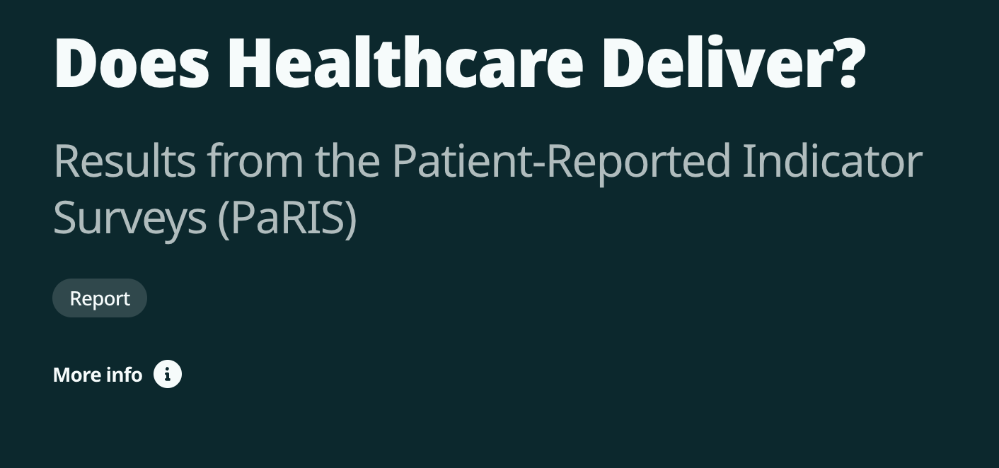 Does Healthcare Deliver?
Results from the Patient-Reported Indicator
Surveys (PaRIS)
Report
More info